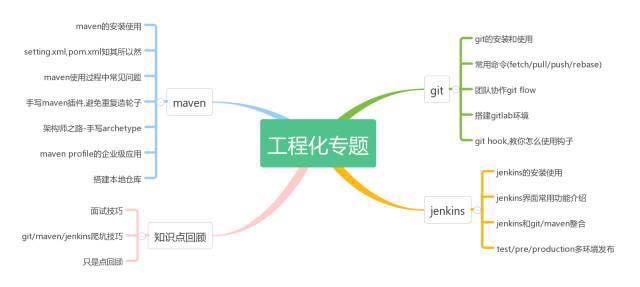 工程化专题
maven
maven的安装使用
setting.xml,pom.xml知其所以然
maven使用过程中常见问题
手写maven插件,避免重复造轮子
架构师之路-手写archetype
maven profile的企业级应用
搭建本地仓库
知识点回顾
面试技巧
git/maven/jenkins爬坑技巧
只是点回顾
git
git的安装和使用
常用命令(fetch/pull/push/rebase)
团队协作git flow
搭建gitlab环境
git hook,教你怎么使用钩子
jenkins
jenkins的安装使用
jenkins界面常用功能介绍
jenkins和git/maven整合
test/pre/production多环境发布